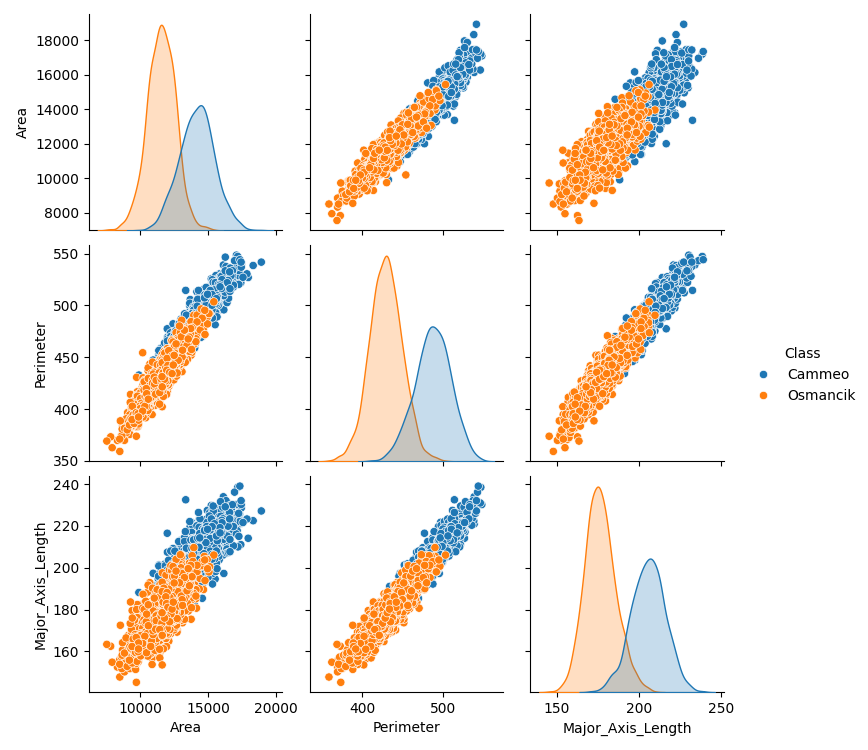 18000
16000
14000
12000
10000
8000
Area
550
500
450
400
350
Perimeter
Class
Cammeo
Osmancik
240
220
200
180
160
Major_Axis_Length
10000 15000 20000
400 500
150 200 250
Area
Perimeter
Major_Axis_Length